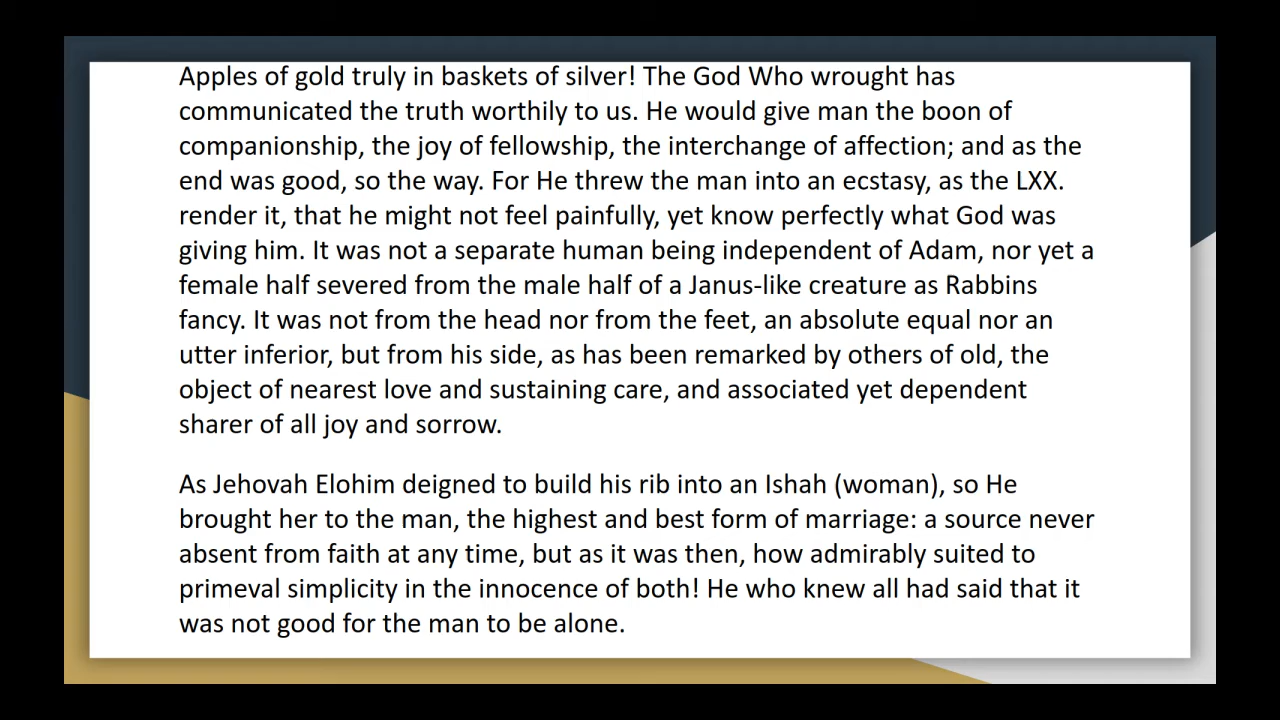 Apples of gold truly in baskets of silver! The God Who wrought has
communicated the truth worthily to us. He would give man the boon of
companionship, the joy of fellowship, the interchange of affection; and as the
end was good, so the way. For He threw the man into an ecstasy, as the LXX.
render it, that he might not feel painfully, yet know perfectly what God was
giving him. It was not a separate human being independent of Adam, nor yet a
female half severed from the male half of a Janus-like creature as Rabbins
fancy. It was not from the head nor from the feet, an absolute equal nor an
utter inferior, but from his side, as has been remarked by others of old, the
object of nearest love and sustaining care, and associated yet dependent
sharer of all joy and sorrow.
As Jehovah Elohim deigned to build his rib into an Ishah (woman), so He
brought her to the man, the highest and best form of marriage: a source never
absent from faith at any time, but as it was then, how admirably suited to
primeval simplicity in the innocence of both! He who knew all had said that it
was not good for the man to be alone.